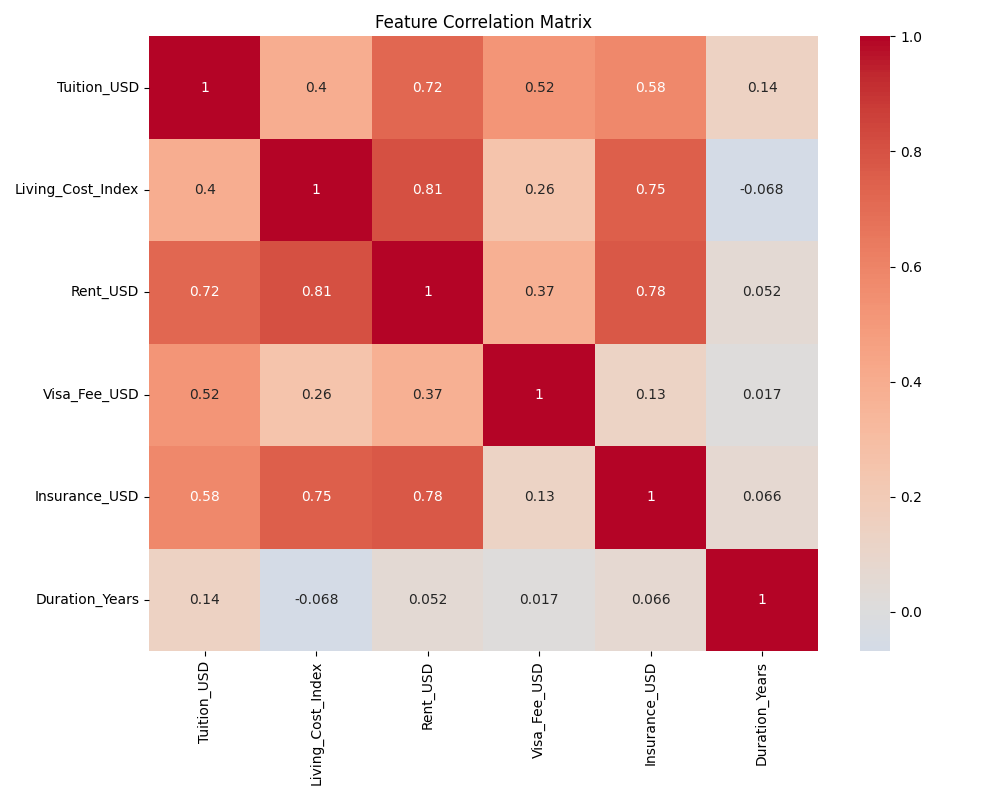 Feature Correlation Matrix
Tuition_USD 1 0.4 0.72 0.52 0.58 0.14
Living_Cost_Index 0.4 1 0.81 0.26 0.75 -0.068
Rent_USD 0.72 0.81 1 0.37 0.78 0.052
Visa_Fee_USD 0.52 0.26 0.37 1 0.13 0.017
Insurance_USD 0.58 0.75 0.78 0.13 1 0.066
Duration_Years 0.14 -0.068 0.052 0.017 0.066 1
Tuition_USD
Living_Cost_Index
Rent_USD
Visa_Fee_USD
Insurance_USD
Duration_Years
1.0
0.8
0.6
0.4
0.2
0.0